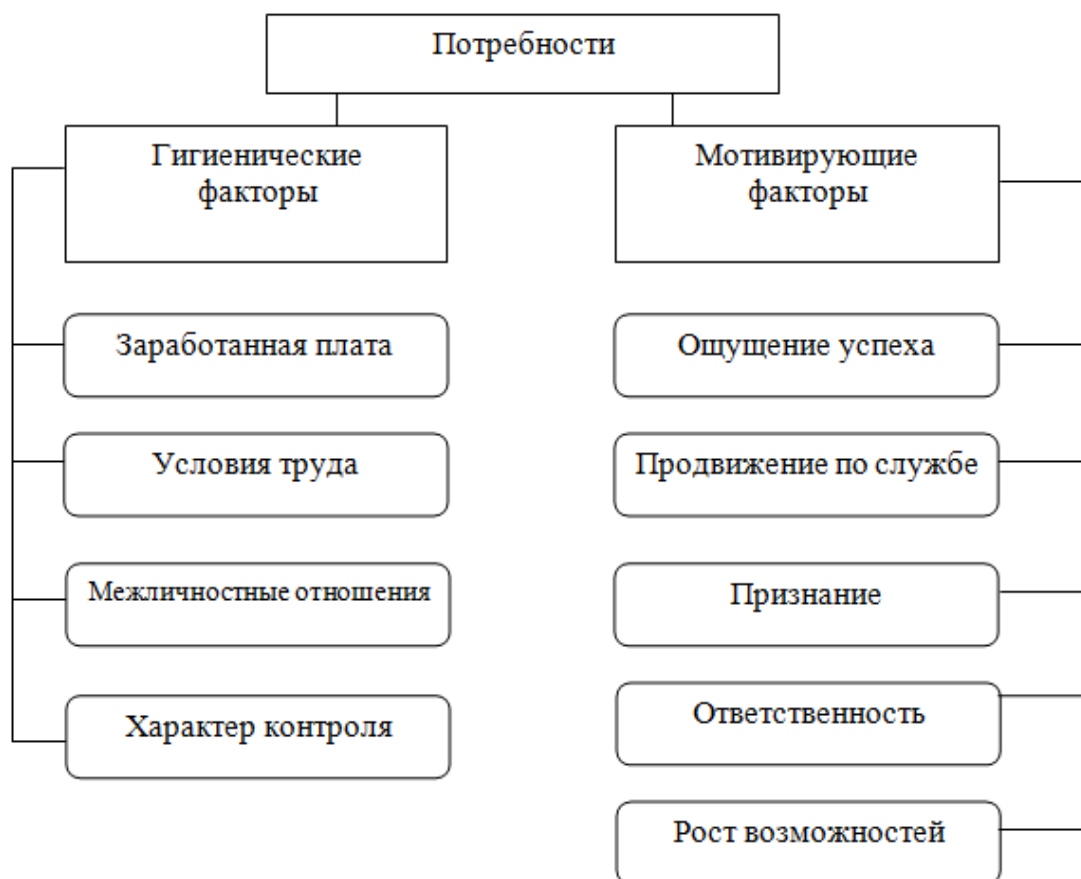 Потребности
Гигиенические
факторы
Заработанная плата
Условия труда
Межличностные отношения
Характер контроля
Мотивирующие
факторы
Ощущение успеха
Продвижение по службе
Признание
Ответственность
Рост возможностей